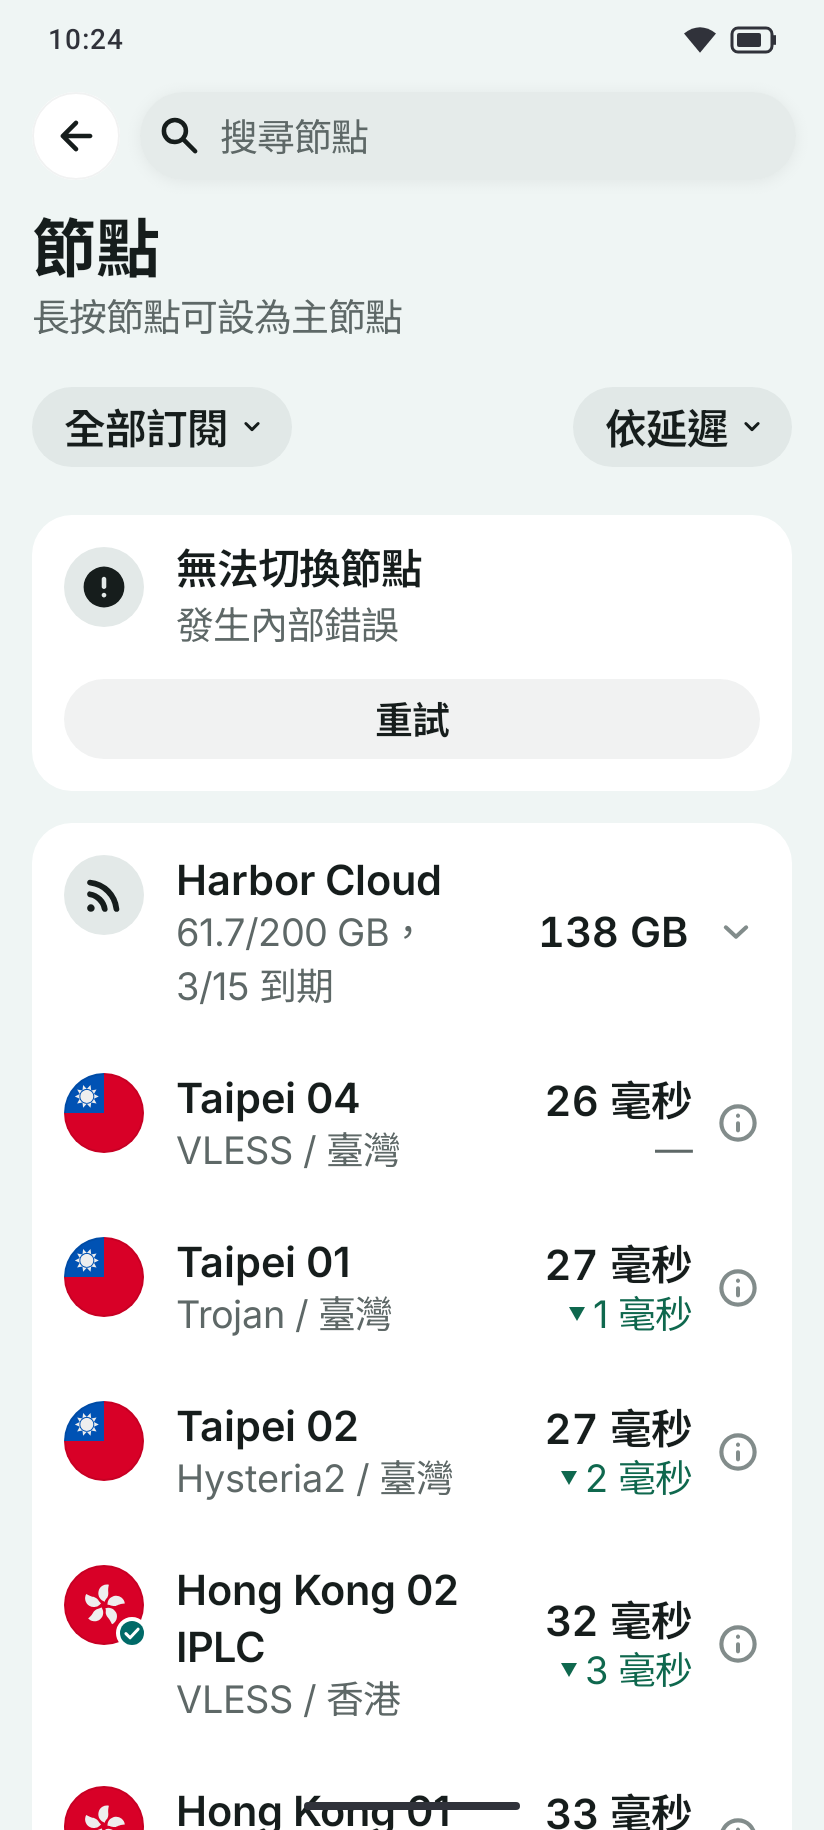 10:24
搜尋節點
節點
長按節點可設為主節點
全部訂閱
依延遲
無法切換節點
發生內部錯誤
重試
Harbor Cloud
61.7/200 GB，
3/15 到期
138 GB
Taipei 04
VLESS / 臺灣
26 毫秒
—
Taipei 01
Trojan / 臺灣
27 毫秒
▼1 毫秒
Taipei 02
Hysteria2 / 臺灣
27 毫秒
▼2 毫秒
Hong Kong 02
IPLC
VLESS / 香港
32 毫秒
▼3 毫秒
Hong Kong 01
33 毫秒